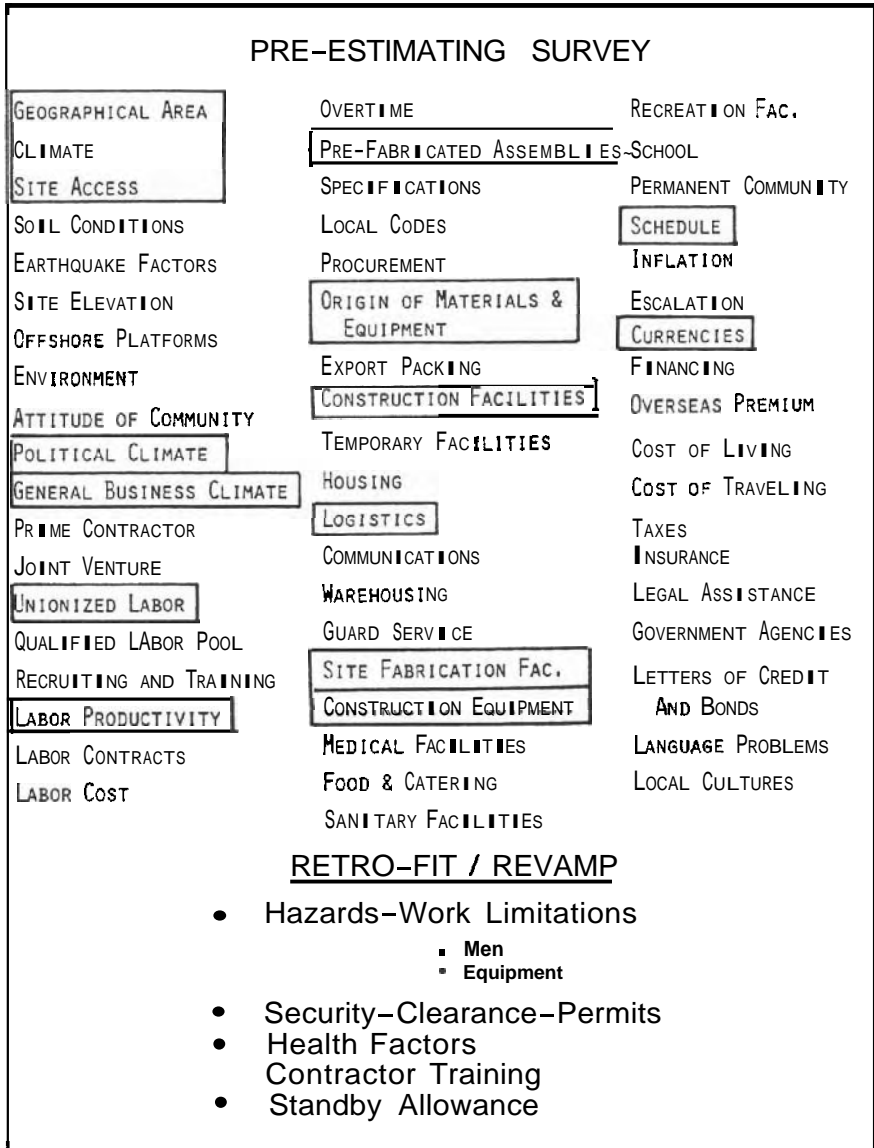 PRE-ESTIMATING SURVEY
GEOGRAPHICAL AREA
CLIMATE
SITE ACCESS
SOIL CONDITIONS
EARTHQUAKE FACTORS
SITE ELEVATION
OFFSHORE PLATFORMS
ENVIRONMENT
ATTITUDE OF COMMUNITY
POLITICAL CLIMATE
GENERAL BUSINESS CLIMATE
PRIME CONTRACTOR
JOINT VENTURE
UNIONIZED LABOR
QUALIFIED LABOR POOL
RECRUITING AND TRAINING
LABOR PRODUCTIVITY
LABOR CONTRACTS
LABOR COST
OVERTIME
PRE-FABRICATED ASSEMBLIES
SPECIFICATIONS
LOCAL CODES
PROCUREMENT
ORIGIN OF MATERIALS &
EQUIPMENT
EXPORT PACKING
CONSTRUCTION FACILITIES
TEMPORARY FACILITIES
HOUSING
LOGISTICS
COMMUNICATIONS
WAREHOUSING
GUARD SERVICE
SITE FABRICATION FAC.
CONSTRUCTION EQUIPMENT
MEDICAL FACILITIES
FOOD & CATERING
SANITARY FACILITIES
RECREATION FAC.
SCHOOL
PERMANENT COMMUNITY
SCHEDULE
INFLATION
ESCALATION
CURRENCIES
FINANCING
OVERSEAS PREMIUM
COST OF LIVING
COST OF TRAVELING
TAXES
INSURANCE
LEGAL ASSISTANCE
GOVERNMENT AGENCIES
LETTERS OF CREDIT
AND BONDS
LANGUAGE PROBLEMS
LOCAL CULTURES
RETRO-FIT / REVAMP
• Hazards-Work Limitations
▪ Men
▪ Equipment
• Security-Clearance-Permits
• Health Factors
Contractor Training
• Standby Allowance